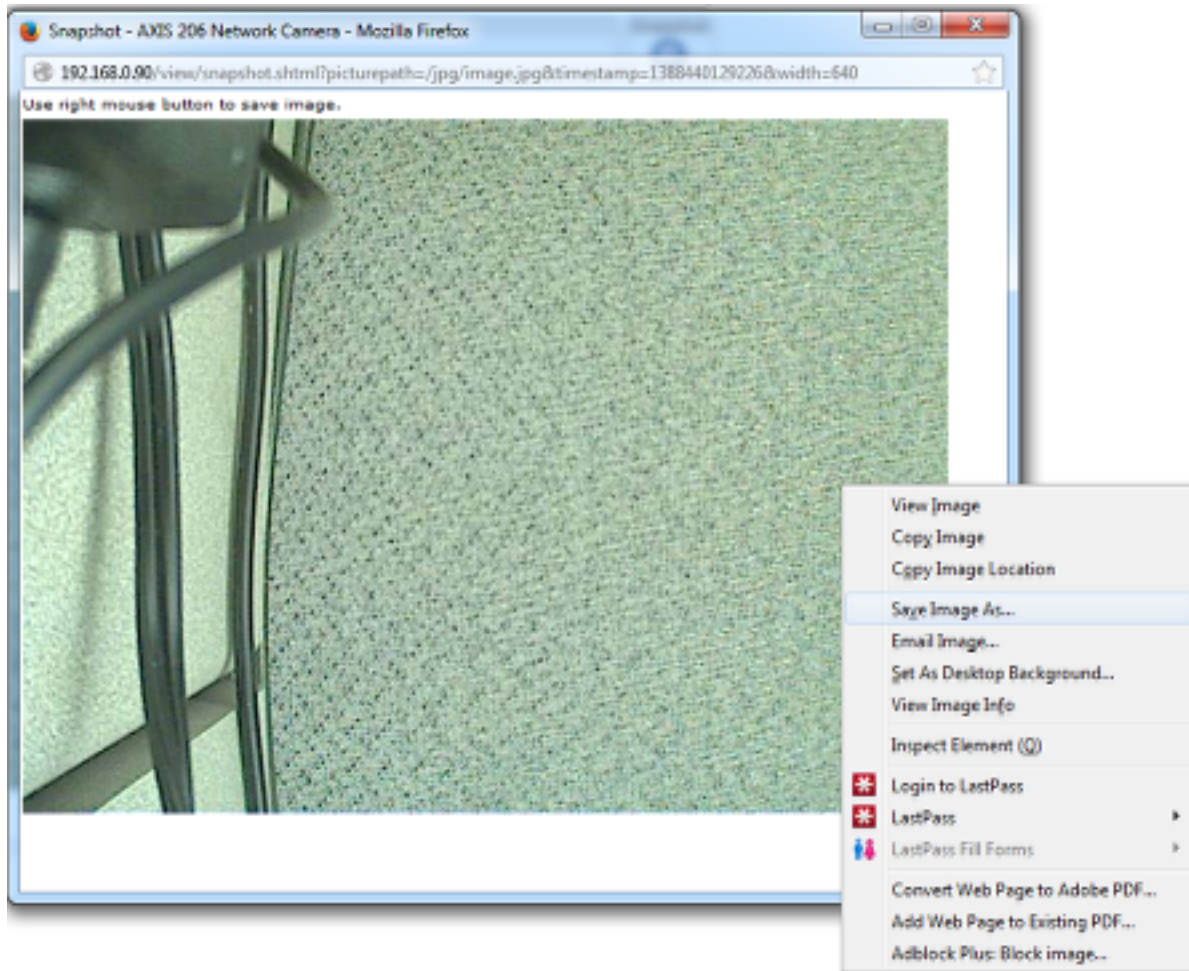 Snapshot - AXIS 206 Network Camera - Mozilla Firefox
192.168.0.90/view/snapshot.shtml?picturepath=/jpg/image.jpg&timestamp=1388440129226&width=640
Use right mouse button to save image.
View Image
Copy Image
Copy Image Location
Save Image As...
Email Image...
Set As Desktop Background...
View Image Info
Inspect Element (Q)
Login to LastPass
LastPass
LastPass Fill Forms
Convert Web Page to Adobe PDF...
Add Web Page to Existing PDF...
Adblock Plus: Block image...